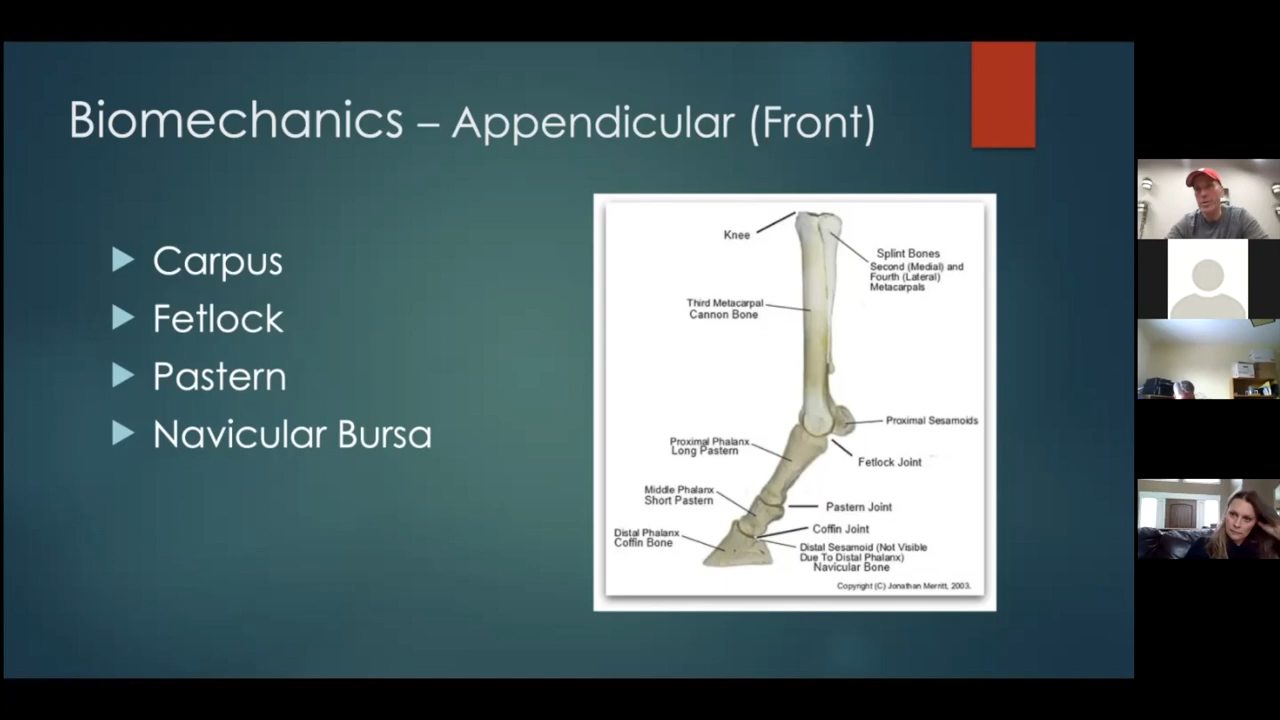 Biomechanics – Appendicular (Front)
Carpus
Fetlock
Pastern
Navicular Bursa
Knee
Splint Bones
Second (Medial) and
Fourth (Lateral)
Metacarpals
Third Metacarpal
Cannon Bone
Proximal Sesamoids
Proximal Phalanx
Long Pastern
Fetlock Joint
Middle Phalanx
Short Pastern
Pastern Joint
Coffin Joint
Distal Phalanx
Coffin Bone
Distal Sesamoid (Not Visible
Due To Distal Phalanx)
Navicular Bone
Copyright (C) Jonathan Merritt, 2003.